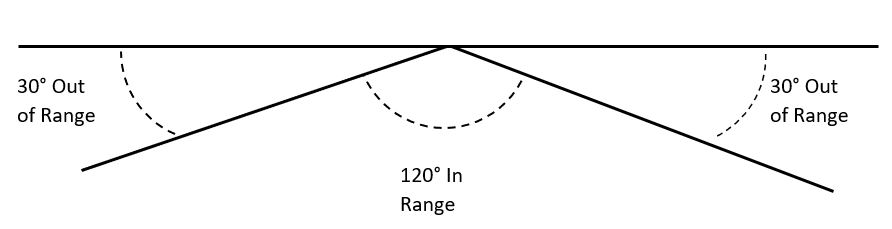 30° Out
of Range
120° In
Range
30° Out
of Range